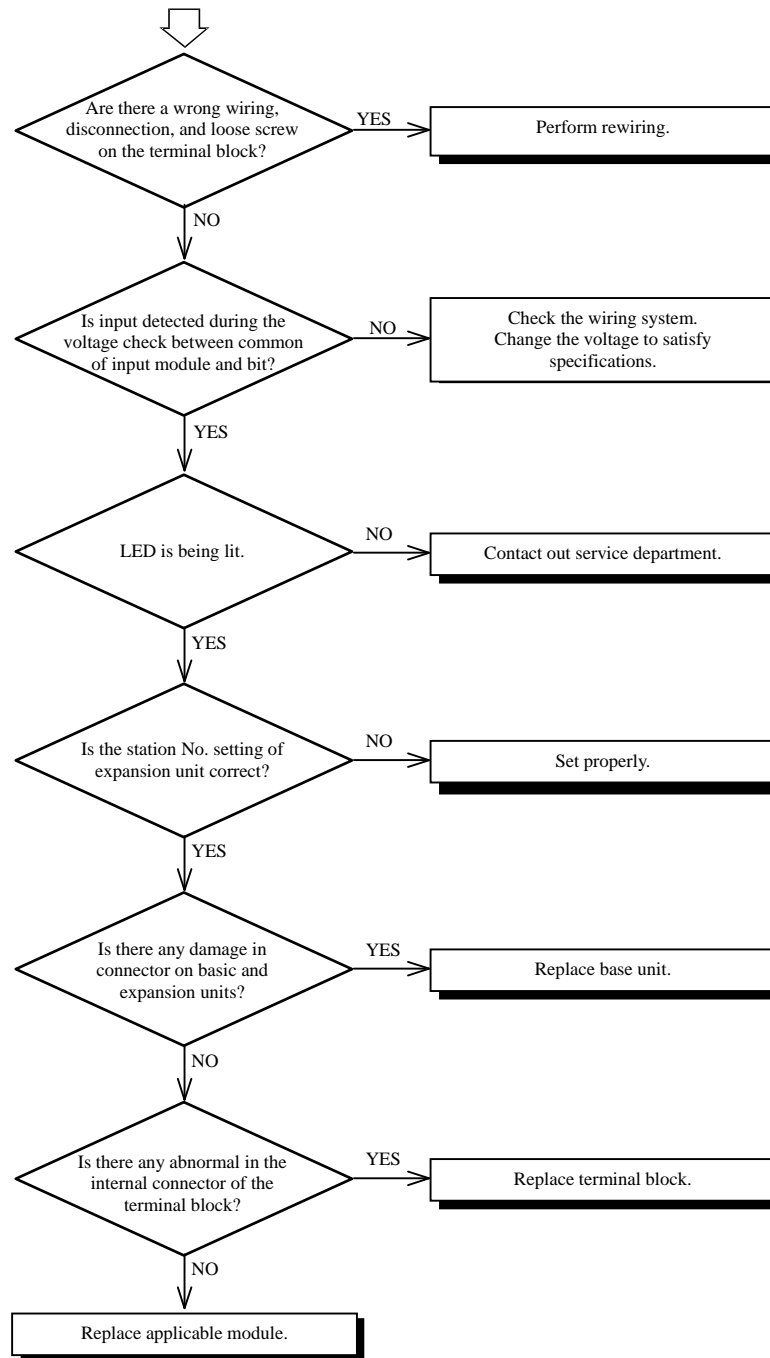 Are there a wrong wiring,
disconnection, and loose screw
on the terminal block?
YES
Perform rewiring.
NO
Is input detected during the
voltage check between common
of input module and bit?
NO
Check the wiring system.
Change the voltage to satisfy
specifications.
YES
LED is being lit.
NO
Contact out service department.
YES
Is the station No. setting of
expansion unit correct?
NO
Set properly.
YES
Is there any damage in
connector on basic and
expansion units?
YES
Replace base unit.
NO
Is there any abnormal in the
internal connector of the
terminal block?
YES
Replace terminal block.
NO
Replace applicable module.